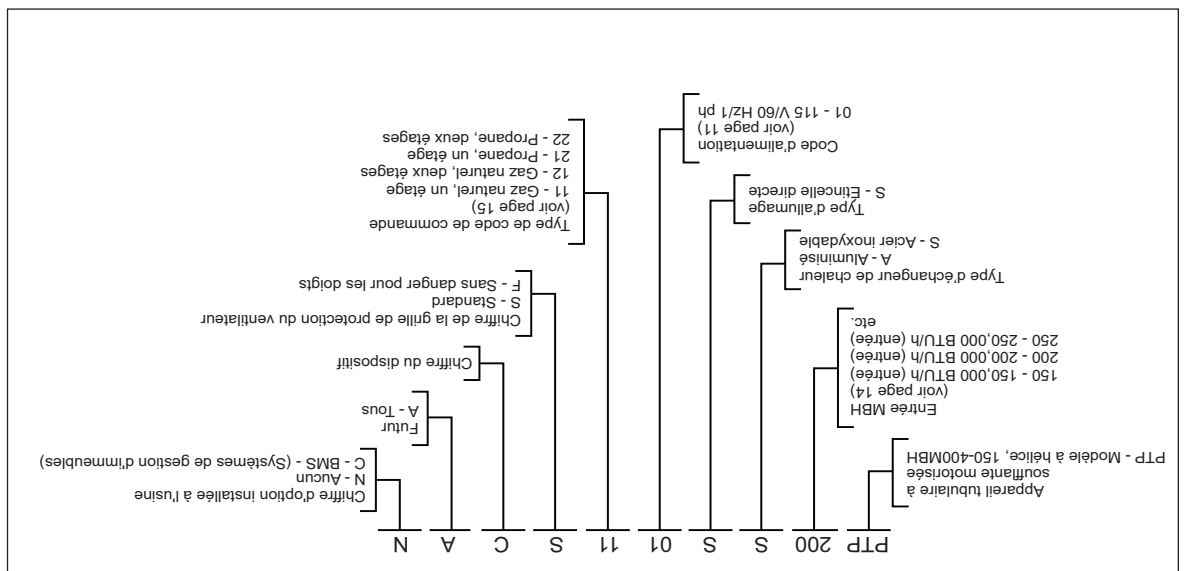 PTP 200 S S 01 11 S C A N
Appareil tubulaire à
soufflante motorisée
PTP - Modèle à hélice, 150-400MBH
Entrée MBH
(voir page 14)
150 - 150,000 BTU/h (entrée)
200 - 200,000 BTU/h (entrée)
250 - 250,000 BTU/h (entrée)
etc.
Type d'échangeur de chaleur
A - Aluminisé
S - Acier inoxydable
Type d'allumage
S - Étincelle directe
Code d'alimentation
(voir page 11)
01 - 115 V/60 Hz/1 ph
Type de code de commande
(voir page 15)
11 - Gaz naturel, un étage
12 - Gaz naturel, deux étages
21 - Propane, un étage
22 - Propane, deux étages
Chiffre de la grille de protection du ventilateur
S - Standard
F - Sans danger pour les doigts
Chiffre du dispositif
Futur
A - Tous
Chiffre d'option installée à l'usine
N - Aucun
C - BMS - (Systèmes de gestion d'immeubles)